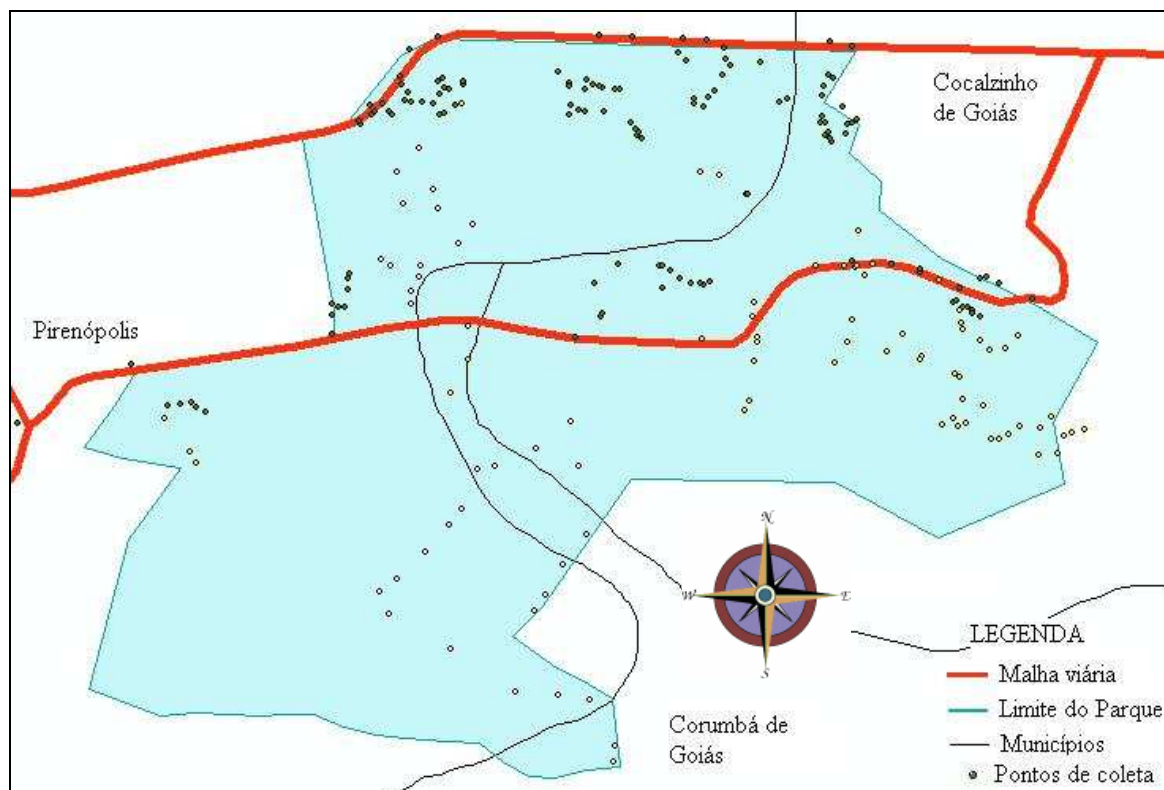 Cocalzinho
de Goiás
Pirenópolis
N
W
E
S
LEGENDA
Malha viária
Limite do Parque
Municípios
Pontos de coleta
Corumbá de
Goiás